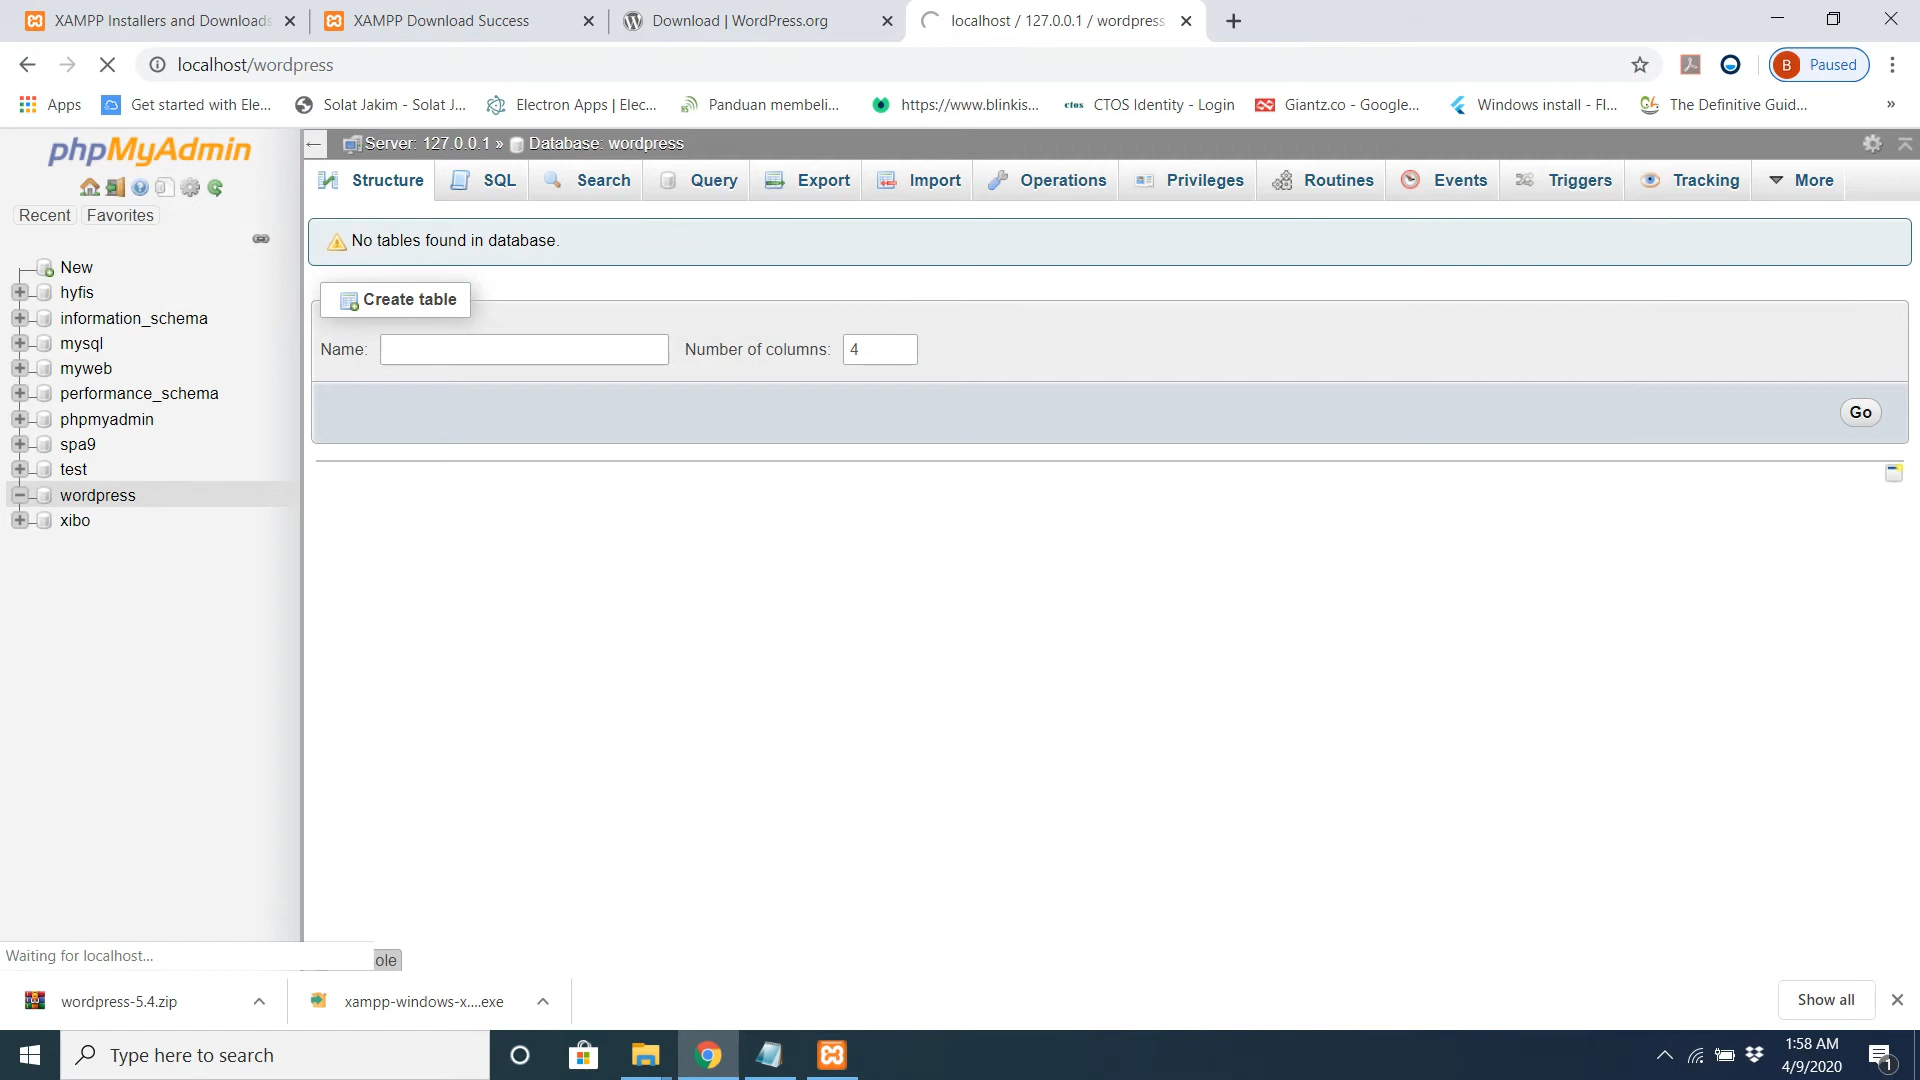 XAMPP Installers and Downloads
XAMPP Download Success
Download | WordPress.org
localhost / 127.0.0.1 / wordpress
localhost/wordpress
B Paused
Apps
Get started with Ele...
Solat Jakim - Solat J...
Electron Apps | Elec...
Panduan membeli...
https://www.blinkis...
ctos CTOS Identity - Login
Giantz.co - Google...
Windows install - Fl...
The Definitive Guid...
»
phpMyAdmin
Recent
Favorites
New
hyfis
information_schema
mysql
myweb
performance_schema
phpmyadmin
spa9
test
wordpress
xibo
Server: 127.0.0.1 » Database: wordpress
Structure
SQL
Search
Query
Export
Import
Operations
Privileges
Routines
Events
Triggers
Tracking
More
No tables found in database.
Create table
Name:
Number of columns: 4
Go
Waiting for localhost...
ole
wordpress-5.4.zip
xampp-windows-x....exe
Show all
Type here to search
1:58 AM
4/9/2020
1